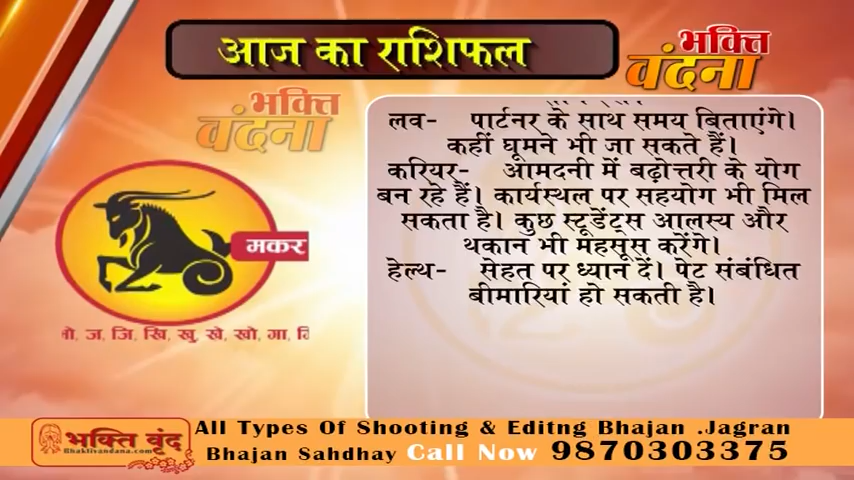 आज का राशिफल
भक्ति
वंदना
भक्ति
वंदना
लव- पार्टनर के साथ समय बिताएंगे।
कहीं घूमने भी जा सकते हैं।
करियर- आमदनी में बढ़ोत्तरी के योग
बन रहे हैं। कार्यस्थल पर सहयोग भी मिल
सकता है। कुछ स्टूडेंट्स आलस्य और
थकान भी महसूस करेंगे।
हेल्थ- सेहत पर ध्यान दें। पेट संबंधित
बीमारियां हो सकती है।
मकर
ज, जि, खि, खु, खे, खो, गा,
भक्ति वृंद
Bhaktivandana.com
All Types Of Shooting & Editng Bhajan .Jagran
Bhajan Sahdhay Call Now 9870303375